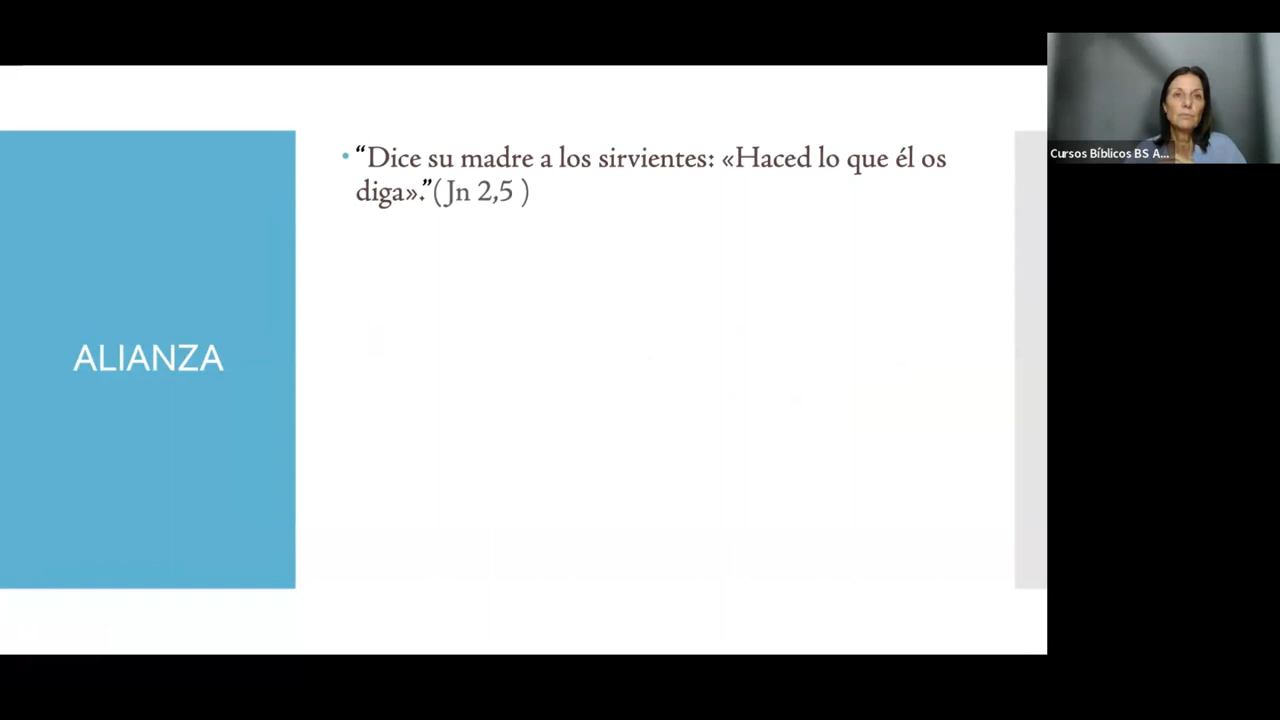 ALIANZA
• “Dice su madre a los sirvientes: «Haced lo que él os
diga».”(Jn 2,5 )
Cursos Bíblicos BS A...